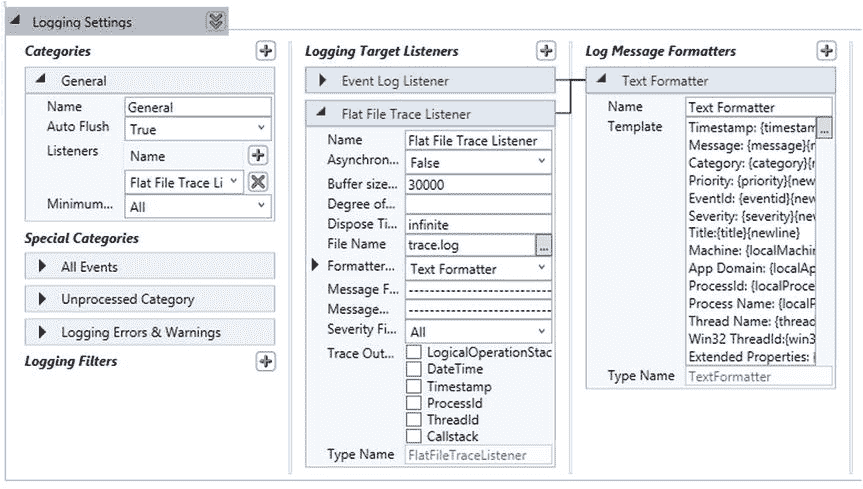 Logging Settings
Categories
General
Name General
Auto Flush True
Listeners Name
Flat File Trace Li
Minimum... All
Special Categories
All Events
Unprocessed Category
Logging Errors & Warnings
Logging Filters
Logging Target Listeners
Event Log Listener
Flat File Trace Listener
Name Flat File Trace Listener
Asynchron... False
Buffer size... 30000
Degree of...
Dispose Ti... infinite
File Name trace.log ...
Formatter... Text Formatter
Message F... --------------------
Message... --------------------
Severity Fi... All
Trace Out... LogicalOperationStac
DateTime
Timestamp
ProcessId
ThreadId
Callstack
Type Name FlatFileTraceListener
Log Message Formatters
Text Formatter
Name Text Formatter
Template Timestamp: {timestam ...
Message: {message}{n
Category: {category}{n
Priority: {priority}{new
EventId: {eventid}{new
Severity: {severity}{new
Title:{title}{newline}
Machine: {localMachin
App Domain: {localAp
ProcessId: {localProce
Process Name: {localP
Thread Name: {thread
Win32 ThreadId:{win3
Extended Properties: {
Type Name TextFormatter